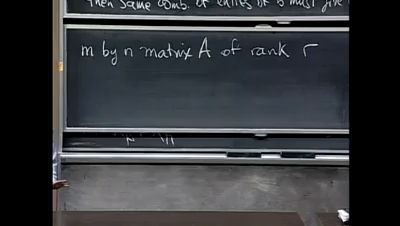 then same comb. of entries of b must give
m by n matrix A of rank r